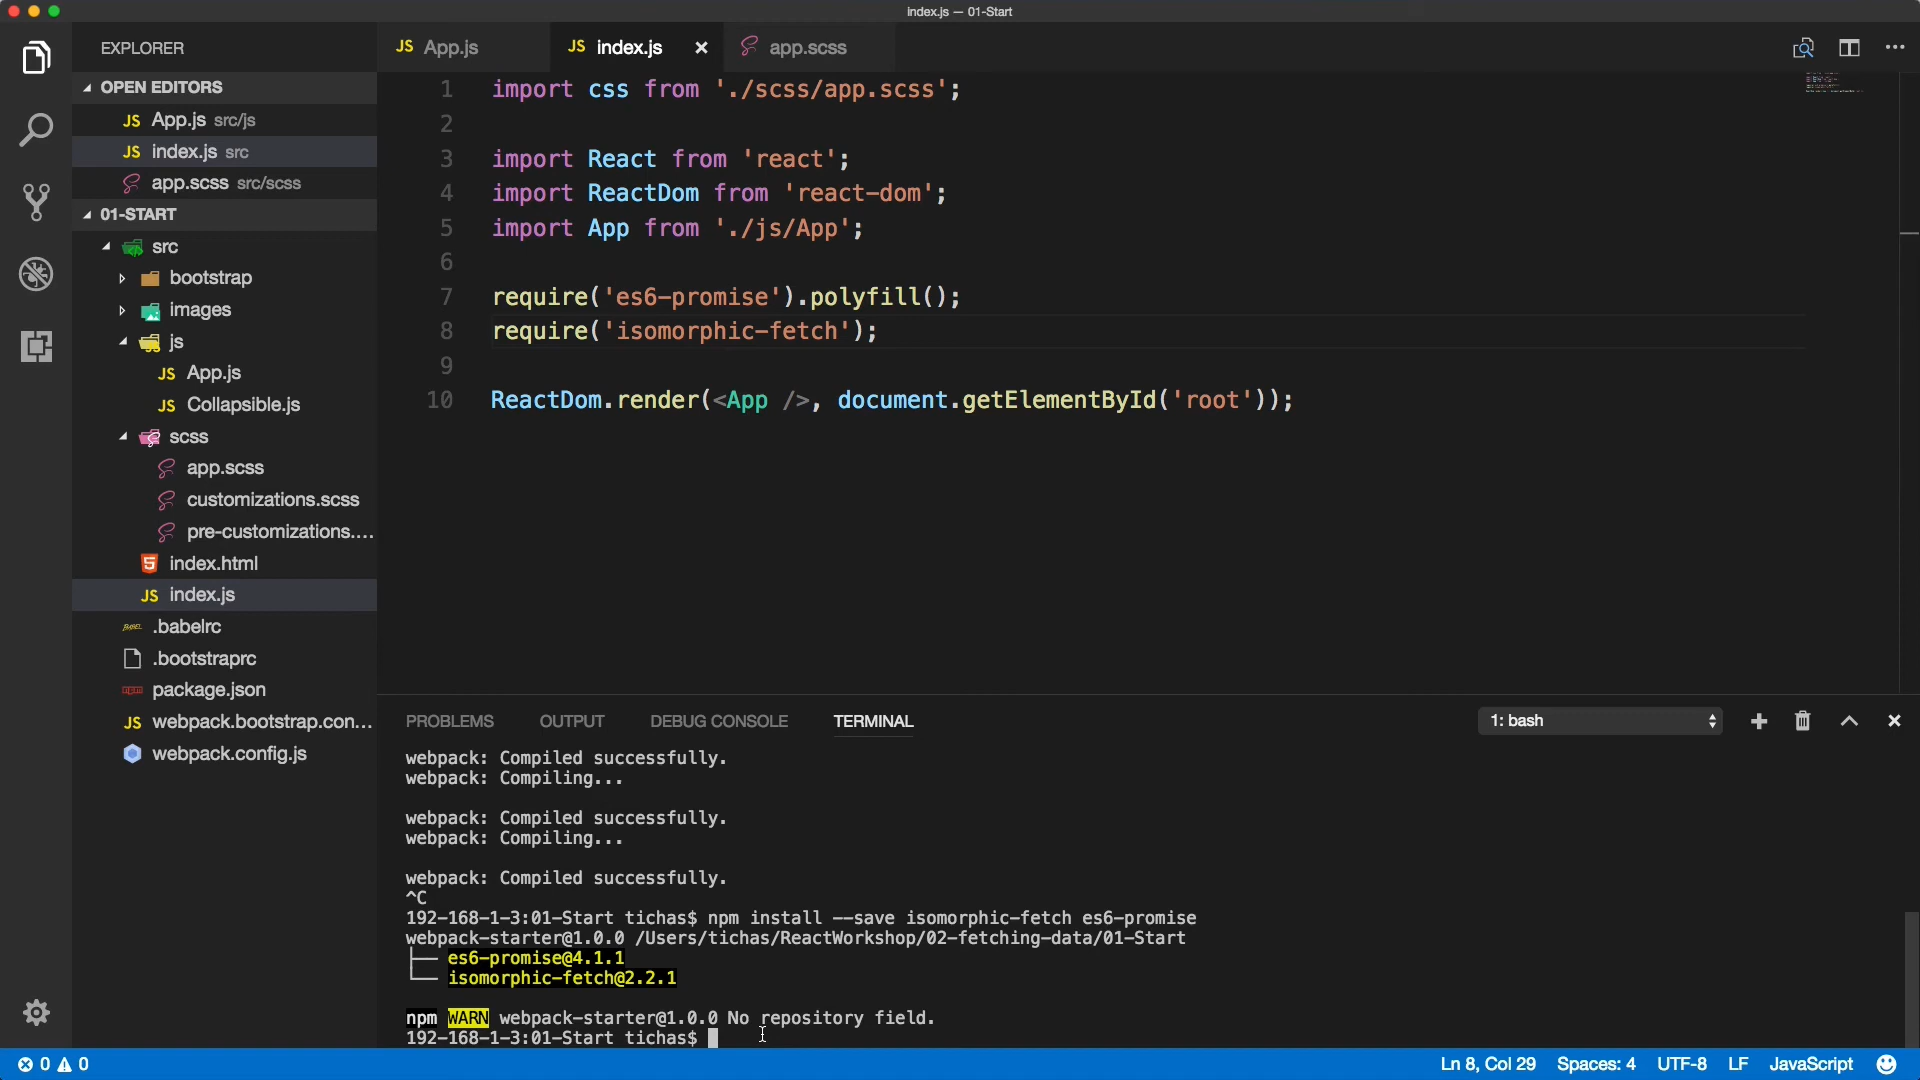 index.js — 01-Start
EXPLORER
OPEN EDITORS
JS App.js src/js
JS index.js src
app.scss src/scss
01-START
src
bootstrap
images
js
JS App.js
JS Collapsible.js
scss
app.scss
customizations.scss
pre-customizations....
index.html
JS index.js
.babelrc
.bootstraprc
package.json
JS webpack.bootstrap.con...
webpack.config.js
JS App.js
JS index.js
app.scss
1 import css from './scss/app.scss';
2
3 import React from 'react';
4 import ReactDom from 'react-dom';
5 import App from './js/App';
6
7 require('es6-promise').polyfill();
8 require('isomorphic-fetch');
9
10 ReactDom.render(<App />, document.getElementById('root'));
PROBLEMS OUTPUT DEBUG CONSOLE TERMINAL 1: bash
webpack: Compiled successfully.
webpack: Compiling...
webpack: Compiled successfully.
webpack: Compiling...
webpack: Compiled successfully.
^C
192-168-1-3:01-Start tichas$ npm install --save isomorphic-fetch es6-promise
webpack-starter@1.0.0 /Users/tichas/ReactWorkshop/02-fetching-data/01-Start
├── es6-promise@4.1.1
└── isomorphic-fetch@2.2.1
npm WARN webpack-starter@1.0.0 No repository field.
192-168-1-3:01-Start tichas$
0 0 Ln 8, Col 29 Spaces: 4 UTF-8 LF JavaScript